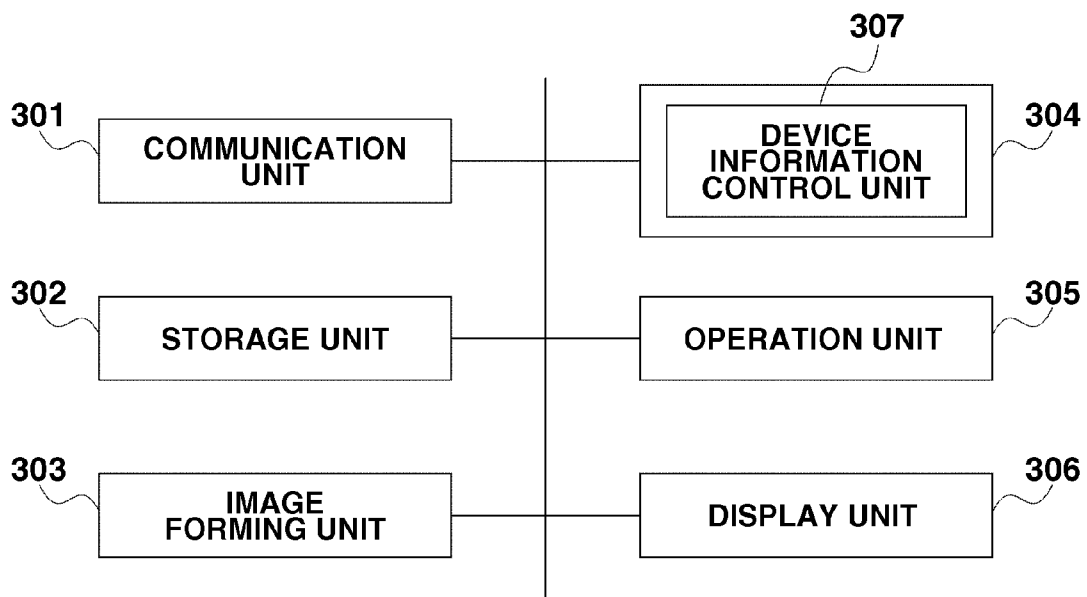 307
301
COMMUNICATION
UNIT
DEVICE
INFORMATION
CONTROL UNIT
304
302
STORAGE UNIT
OPERATION UNIT
305
303
IMAGE
FORMING UNIT
DISPLAY UNIT
306